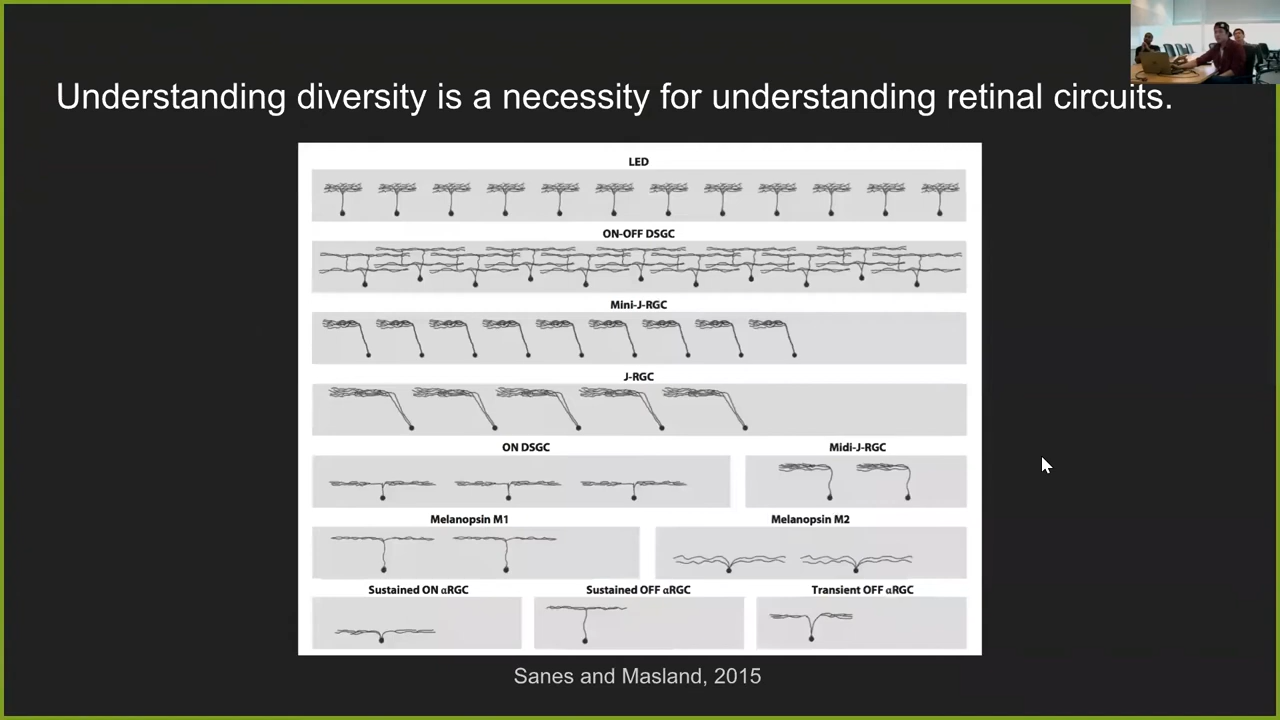 Understanding diversity is a necessity for understanding retinal circuits.
LED
ON-OFF DSGC
Mini-J-RGC
J-RGC
ON DSGC
Midi-J-RGC
Melanopsin M1
Melanopsin M2
Sustained ON αRGC
Sustained OFF αRGC
Transient OFF αRGC
Sanes and Masland, 2015